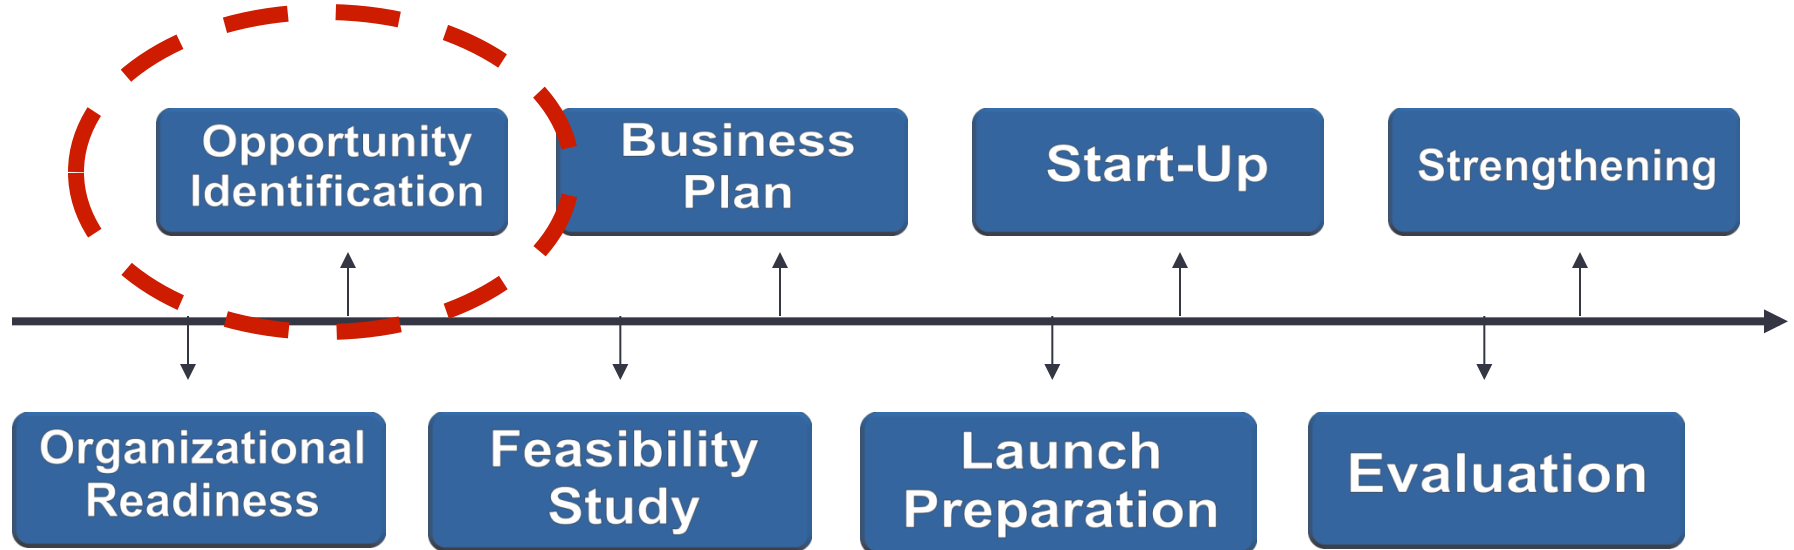 Opportunity
Identification
Business
Plan
Start-Up
Strengthening
Organizational
Readiness
Feasibility
Study
Launch
Preparation
Evaluation